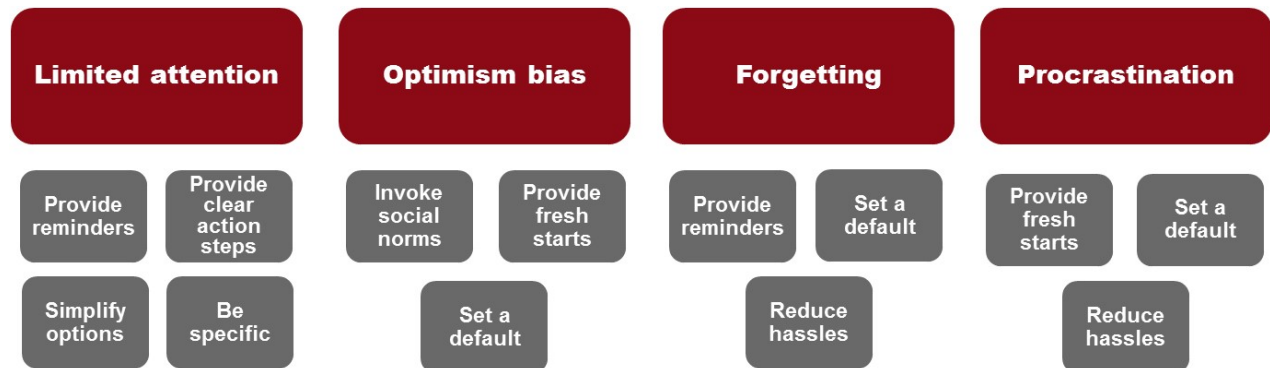 Limited attention
Optimism bias
Forgetting
Procrastination
Provide
reminders
Provide
clear
action
steps
Simplify
options
Be
specific
Invoke
social
norms
Provide
fresh
starts
Set a
default
Provide
reminders
Set a
default
Reduce
hassles
Provide
fresh
starts
Set a
default
Reduce
hassles